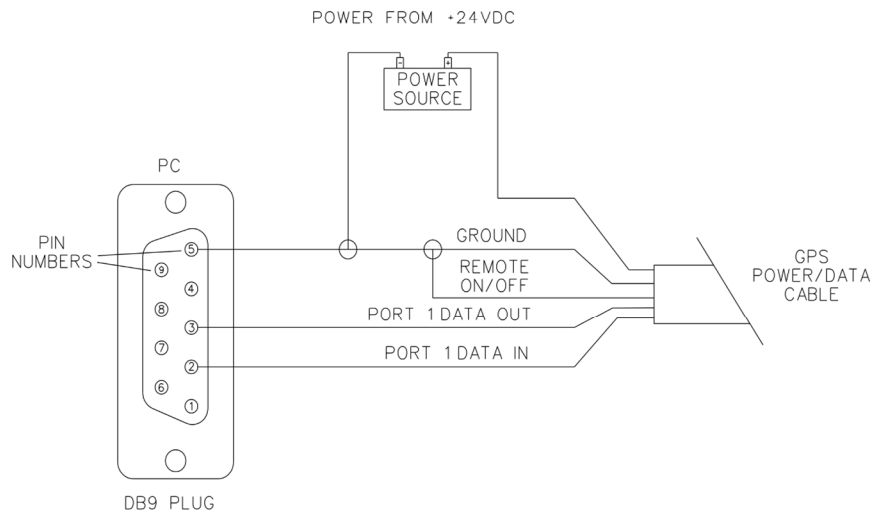 POWER FROM +24VDC
- +
POWER
SOURCE
PC
PIN
NUMBERS
5
9
4
8
3
7
2
6
1
GROUND
REMOTE
ON/OFF
PORT 1 DATA OUT
PORT 1 DATA IN
GPS
POWER/DATA
CABLE
DB9 PLUG